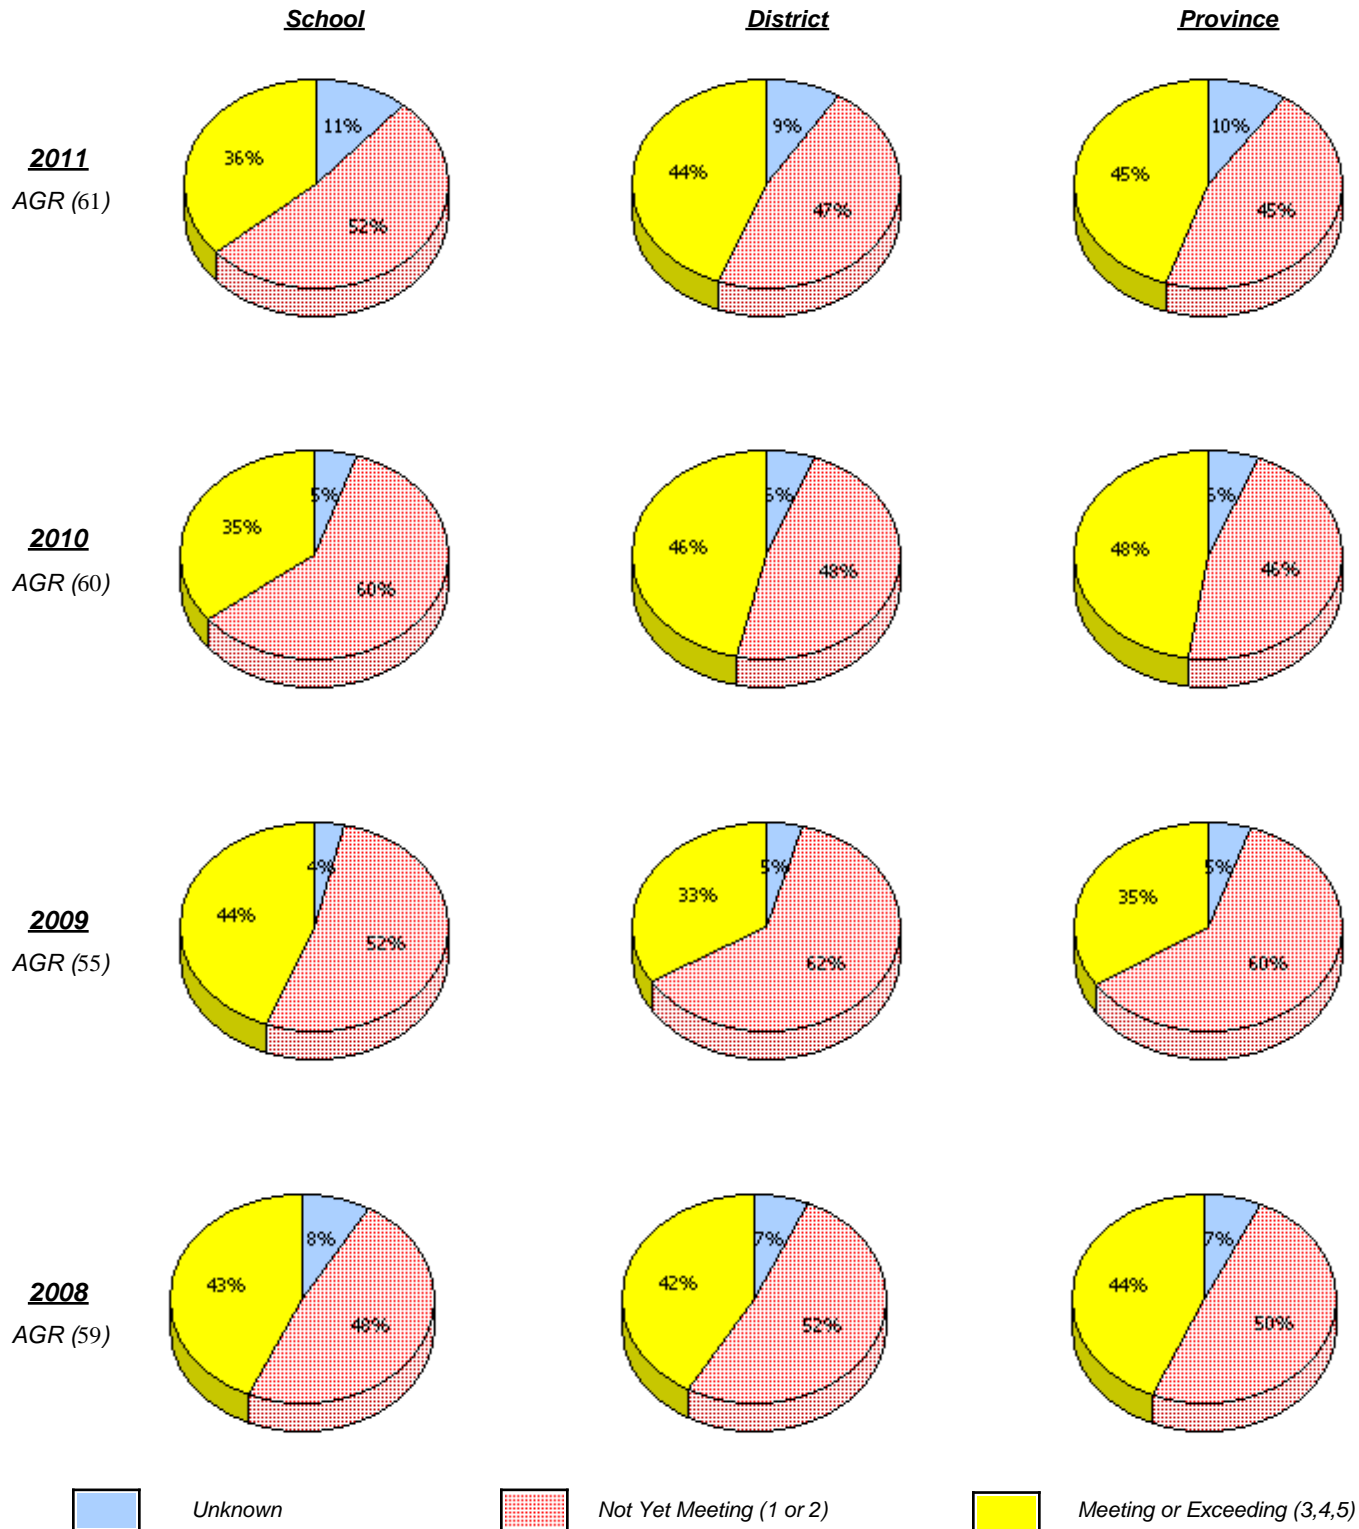 School District Province
11% 9% 10%
36% 44% 45%
2011
AGR (61)
52% 47% 45%
5% 6% 6%
35% 46% 48%
2010
AGR (60)
60% 48% 46%
4% 5% 5%
44% 33% 35%
2009
AGR (55)
52% 62% 60%
8% 7% 7%
43% 42% 44%
2008
AGR (59)
48% 52% 50%
Unknown Not Yet Meeting (1 or 2) Meeting or Exceeding (3,4,5)